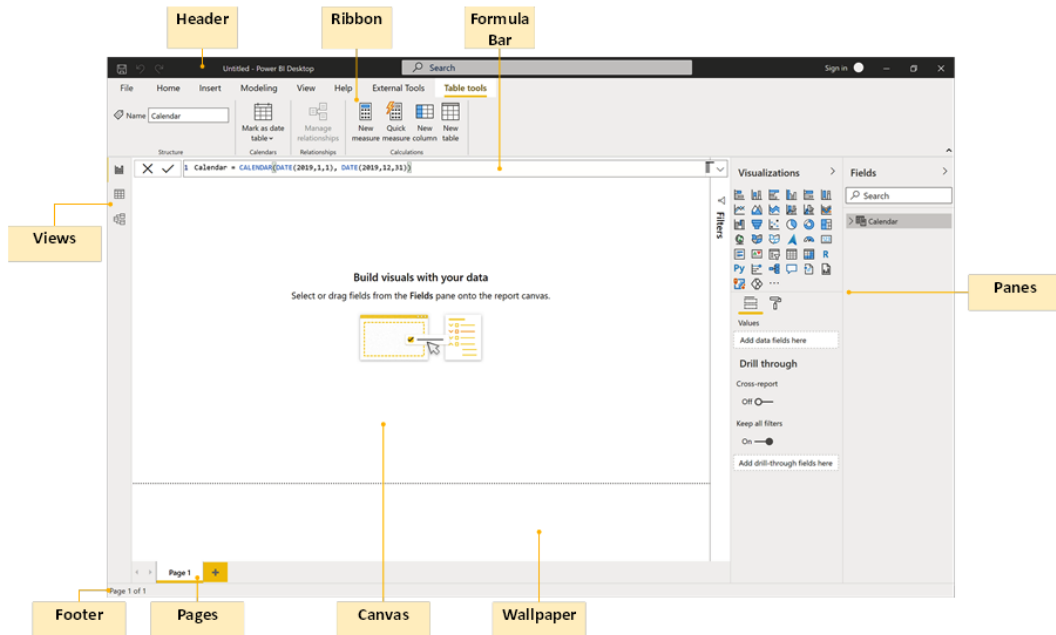 Header
Ribbon
Formula
Bar
Untitled - Power BI Desktop
Search
Sign in
File Home Insert Modeling View Help External Tools Table tools
Name Calendar
Mark as date
table
Manage
relationships
New
measure
Quick
measure
New
column
New
table
Structure
Calendars
Relationships
Calculations
1 Calendar = CALENDAR(DATE(2019,1,1), DATE(2019,12,31))
Views
Filters
Build visuals with your data
Select or drag fields from the Fields pane onto the report canvas.
Visualizations
R
Py
Values
Add data fields here
Drill through
Cross-report
Off
Keep all filters
On
Add drill-through fields here
Fields
Search
Calendar
Panes
Page 1
+
Page 1 of 1
Footer
Pages
Canvas
Wallpaper